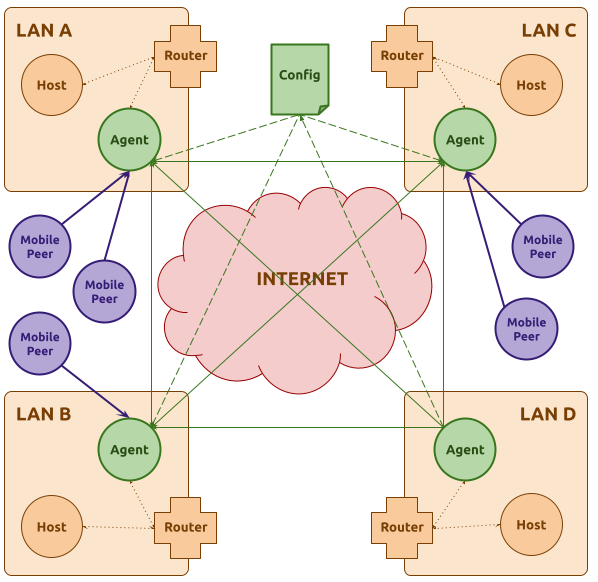 LAN A
LAN C
Router
Router
Config
Host
Host
Agent
Agent
Mobile
Peer
Mobile
Peer
INTERNET
Mobile
Peer
Mobile
Peer
Mobile
Peer
LAN B
LAN D
Agent
Agent
Host
Router
Router
Host